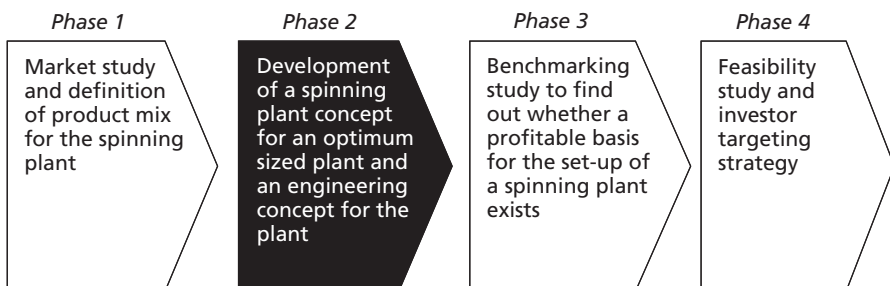 Phase 1
Market study
and definition
of product mix
for the spinning
plant
Phase 2
Development
of a spinning
plant concept
for an optimum
sized plant and
an engineering
concept for the
plant
Phase 3
Benchmarking
study to find
out whether a
profitable basis
for the set-up of
a spinning plant
exists
Phase 4
Feasibility
study and
investor
targeting
strategy